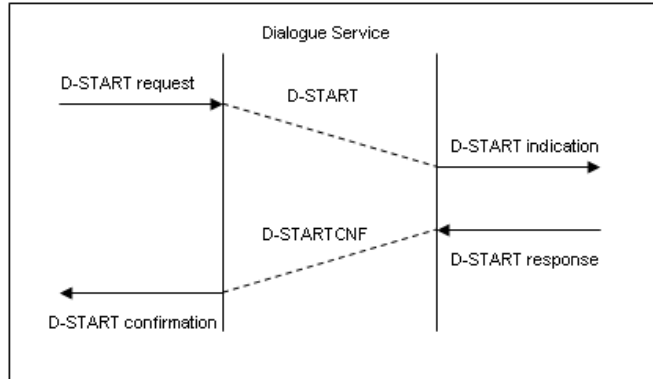 Dialogue Service
D-START request
D-START
D-START indication
D-STARTCNF
D-START response
D-START confirmation